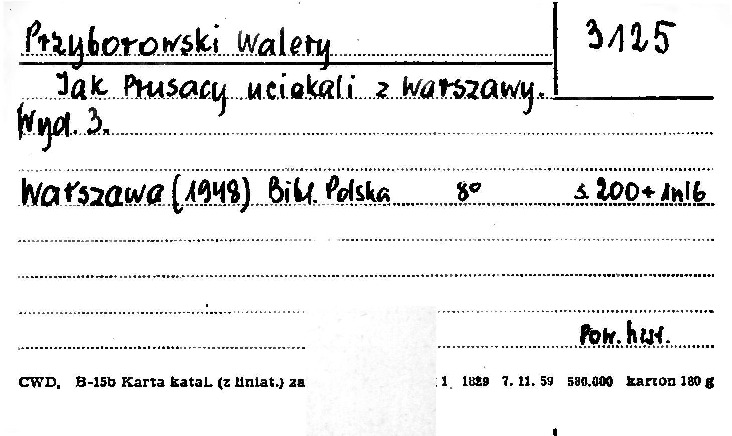 Przyborowski Walery
3125
Jak Prusacy uciekali z Warszawy.
Wyd. 3.
Warszawa (1948) Bibl. Polska 8° s. 200 + 1nlb
Pow. hist.
CWD. B-15b Karta katal. (z liniat.) za 1 1829 7. 11. 59 580.000 karton 180 g